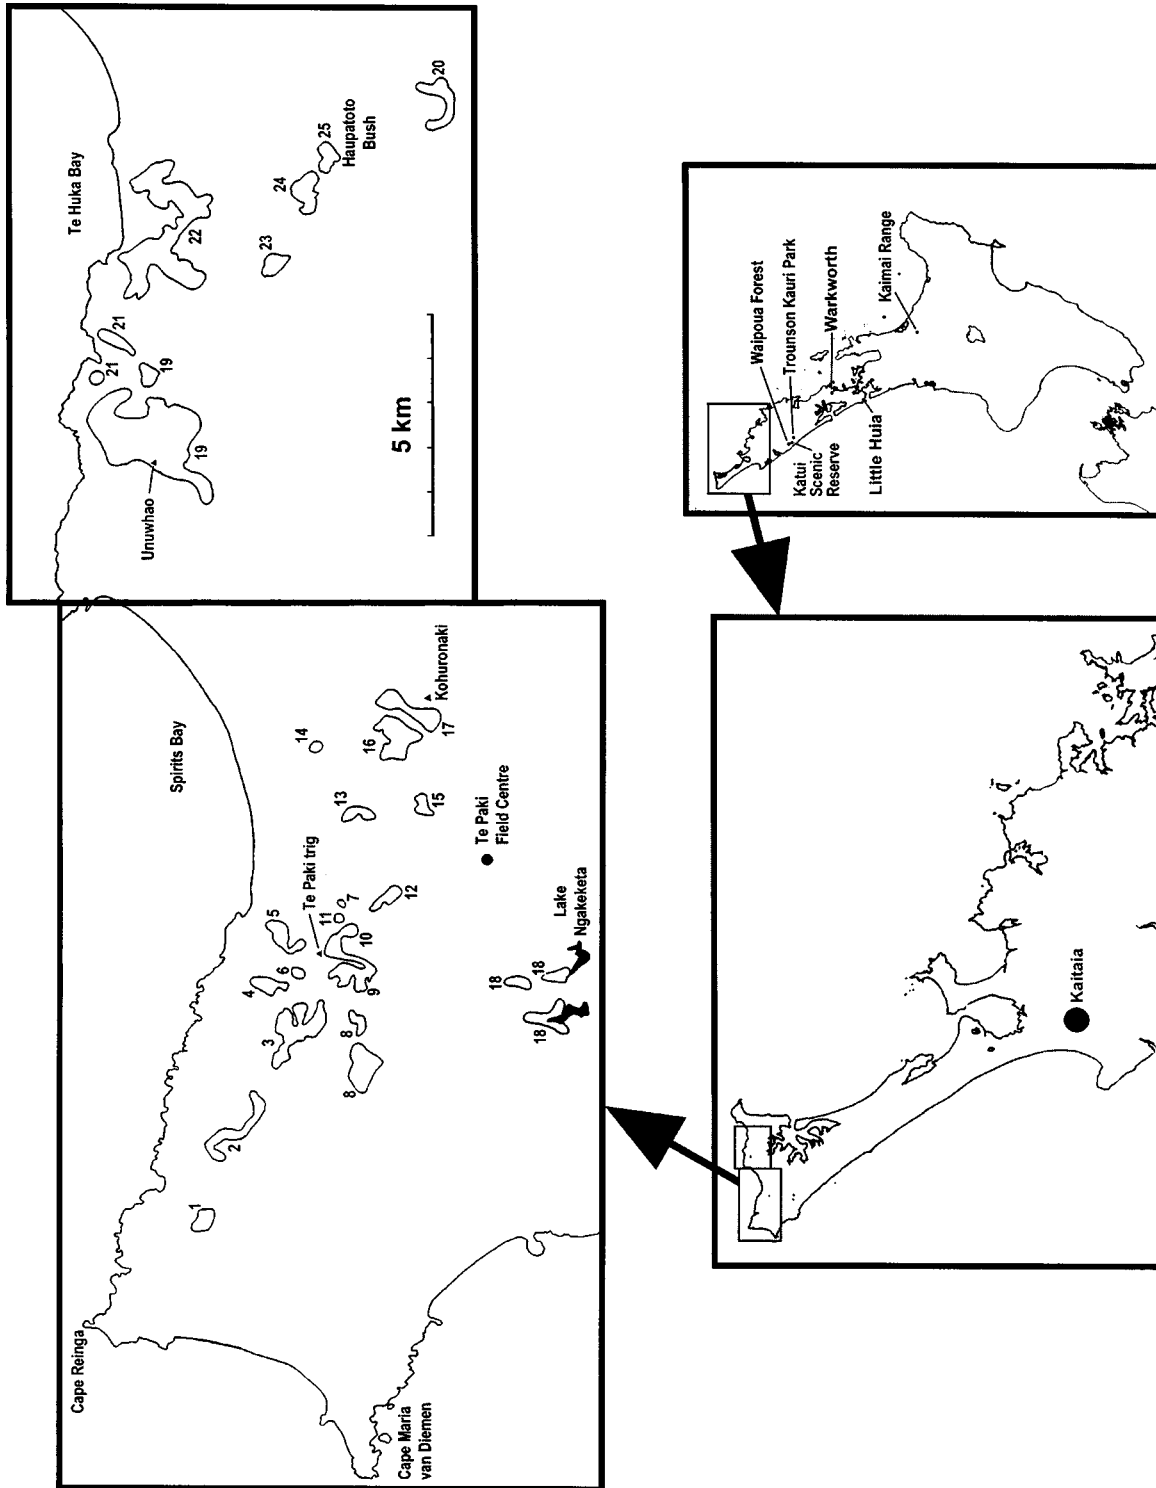 Cape Reinga
Cape Maria
van Diemen
Spirits Bay
1
2
3
4
5
6
Te Paki trig
11
7
10
9
8
8
12
13
14
15
16
17
Kohuronaki
Te Paki
Field Centre
18
18
18
Lake
Ngakeketa
Te Huka Bay
Unuwhao
19
19
21
21
22
23
24
25
Haupatoto
Bush
20
5 km
Kaitaia
Waipoua Forest
Trounson Kauri Park
Warkworth
Kaimai Range
Katui
Scenic
Reserve
Little Huia